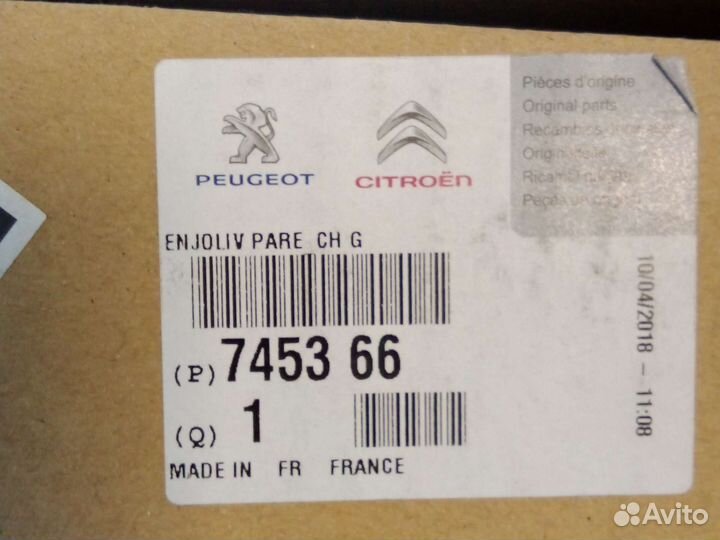 PEUGEOT
CITROËN
Pièces d'origine
Original parts
Recambios
ENJOLIV PARE CH G
(P) 7453 66
(Q) 1
MADE IN FR FRANCE
10/04/2018 - 11:08
Avito